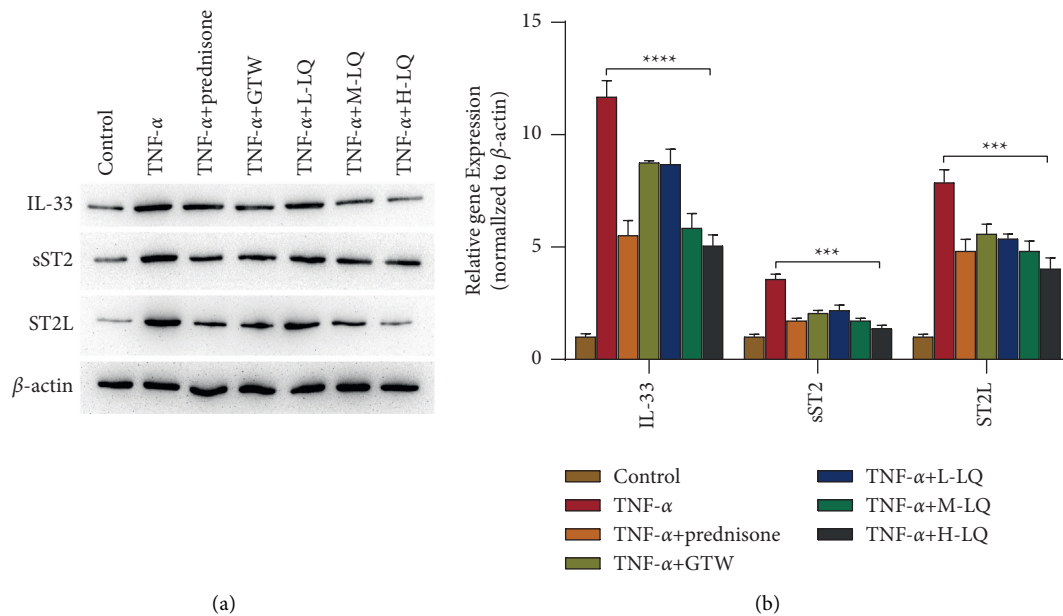 Control
TNF-α
TNF-α+prednisone
TNF-α+GTW
TNF-α+L-LQ
TNF-α+M-LQ
TNF-α+H-LQ
IL-33
sST2
ST2L
β-actin
(a)
Relative gene Expression
(normallzed to β-actin)
15
10
5
0
****
***
***
IL-33
sST2
ST2L
Control
TNF-α
TNF-α+prednisone
TNF-α+GTW
TNF-α+L-LQ
TNF-α+M-LQ
TNF-α+H-LQ
(b)